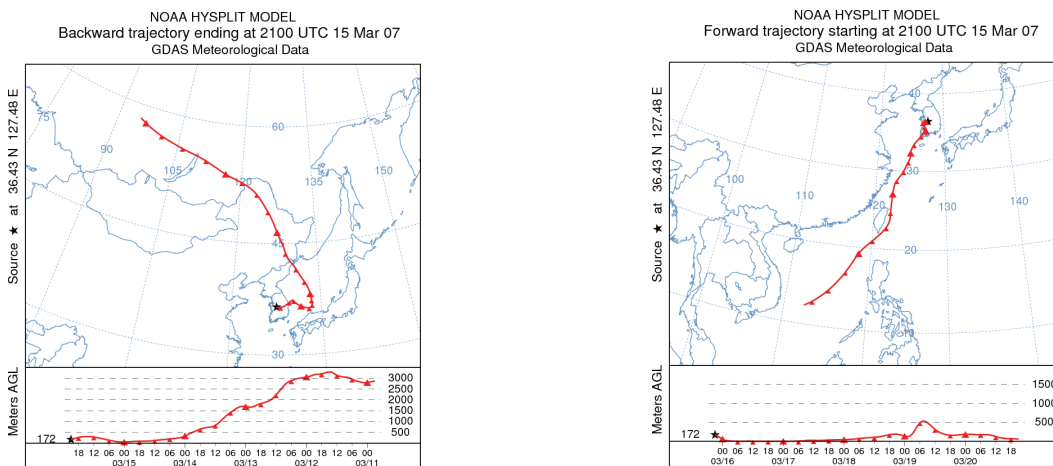 NOAA HYSPLIT MODEL
Backward trajectory ending at 2100 UTC 15 Mar 07
GDAS Meteorological Data
Source ★ at 36.43 N 127.48 E
75
90
105
120
135
150
60
45
30
Meters AGL
172
3000
2500
2000
1500
1000
500
18 12 06 00 18 12 06 00 18 12 06 00 18 12 06 00 18 12 06 00
03/15 03/14 03/13 03/12 03/11
NOAA HYSPLIT MODEL
Forward trajectory starting at 2100 UTC 15 Mar 07
GDAS Meteorological Data
Source ★ at 36.43 N 127.48 E
100
110
120
130
140
40
30
20
10
Meters AGL
172
1500
1000
500
00 06 12 18 00 06 12 18 00 06 12 18 00 06 12 18 00 06 12 18
03/16 03/17 03/18 03/19 03/20